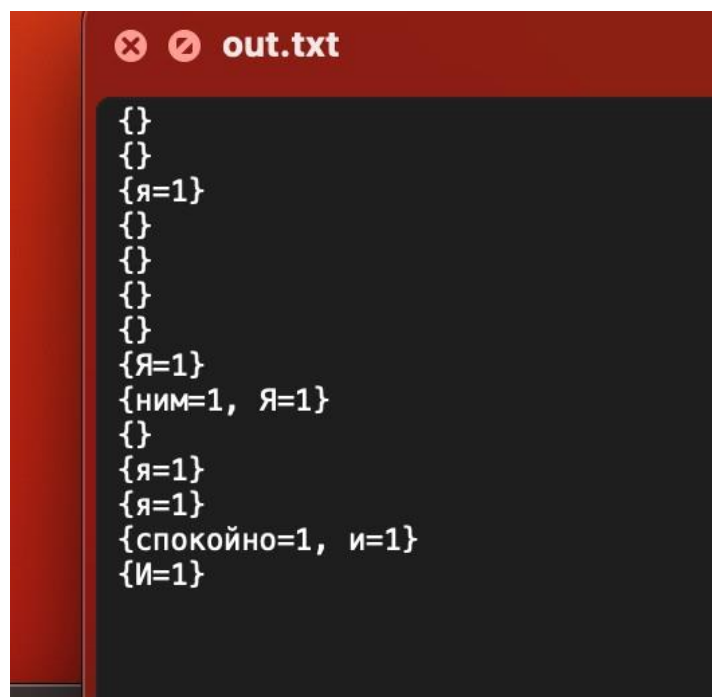 out.txt
{}
{}
{я=1}
{}
{}
{}
{}
{Я=1}
{ним=1, Я=1}
{}
{я=1}
{я=1}
{спокойно=1, и=1}
{И=1}